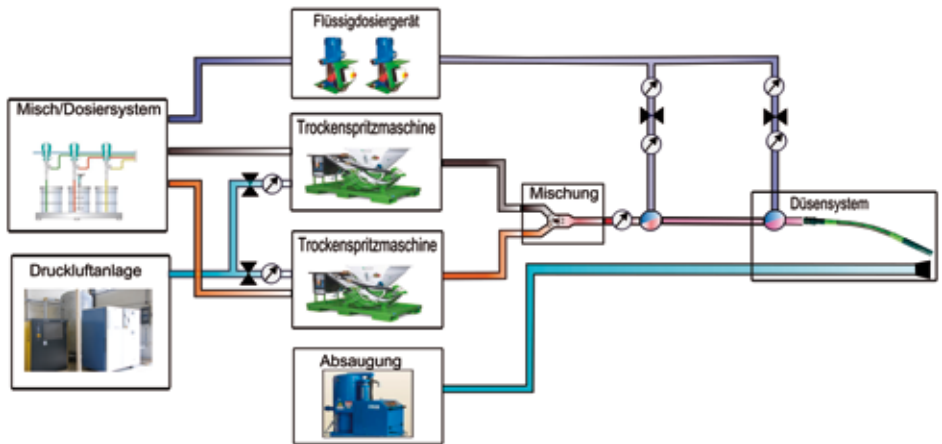 Flüssigdosiergerät
Misch/Dosiersystem
Trockenspritzmaschine
Mischung
Düsensystem
Trockenspritzmaschine
Druckluftanlage
Absaugung